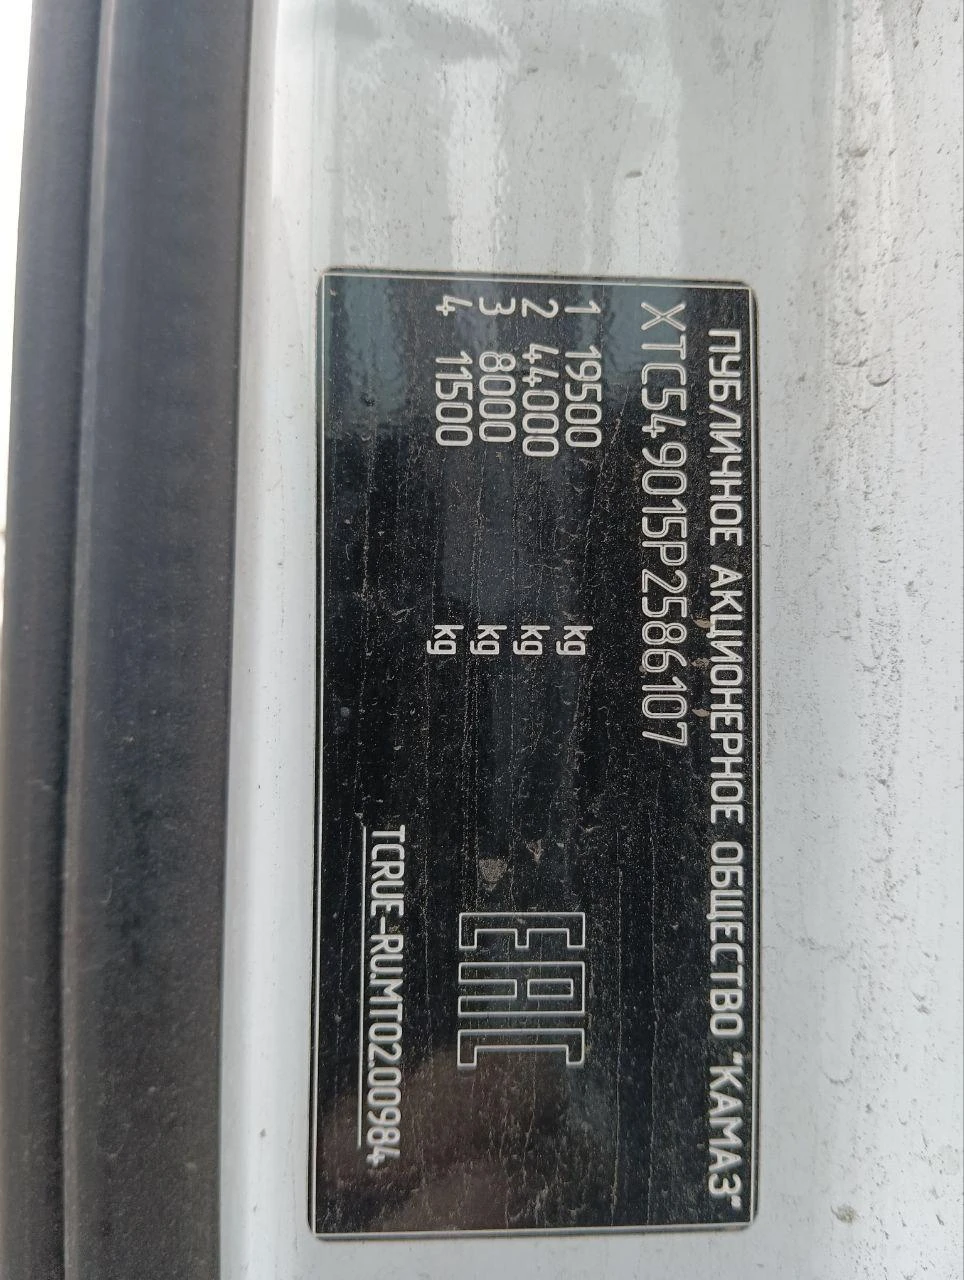 ПУБЛИЧНОЕ АКЦИОНЕРНОЕ ОБЩЕСТВО "КАМАЗ"
XTC549015P2586107
1 19500 kg
2 44000 kg
3 8000 kg
4 11500 kg
EAC
TCRUE-RU.MT02.00984